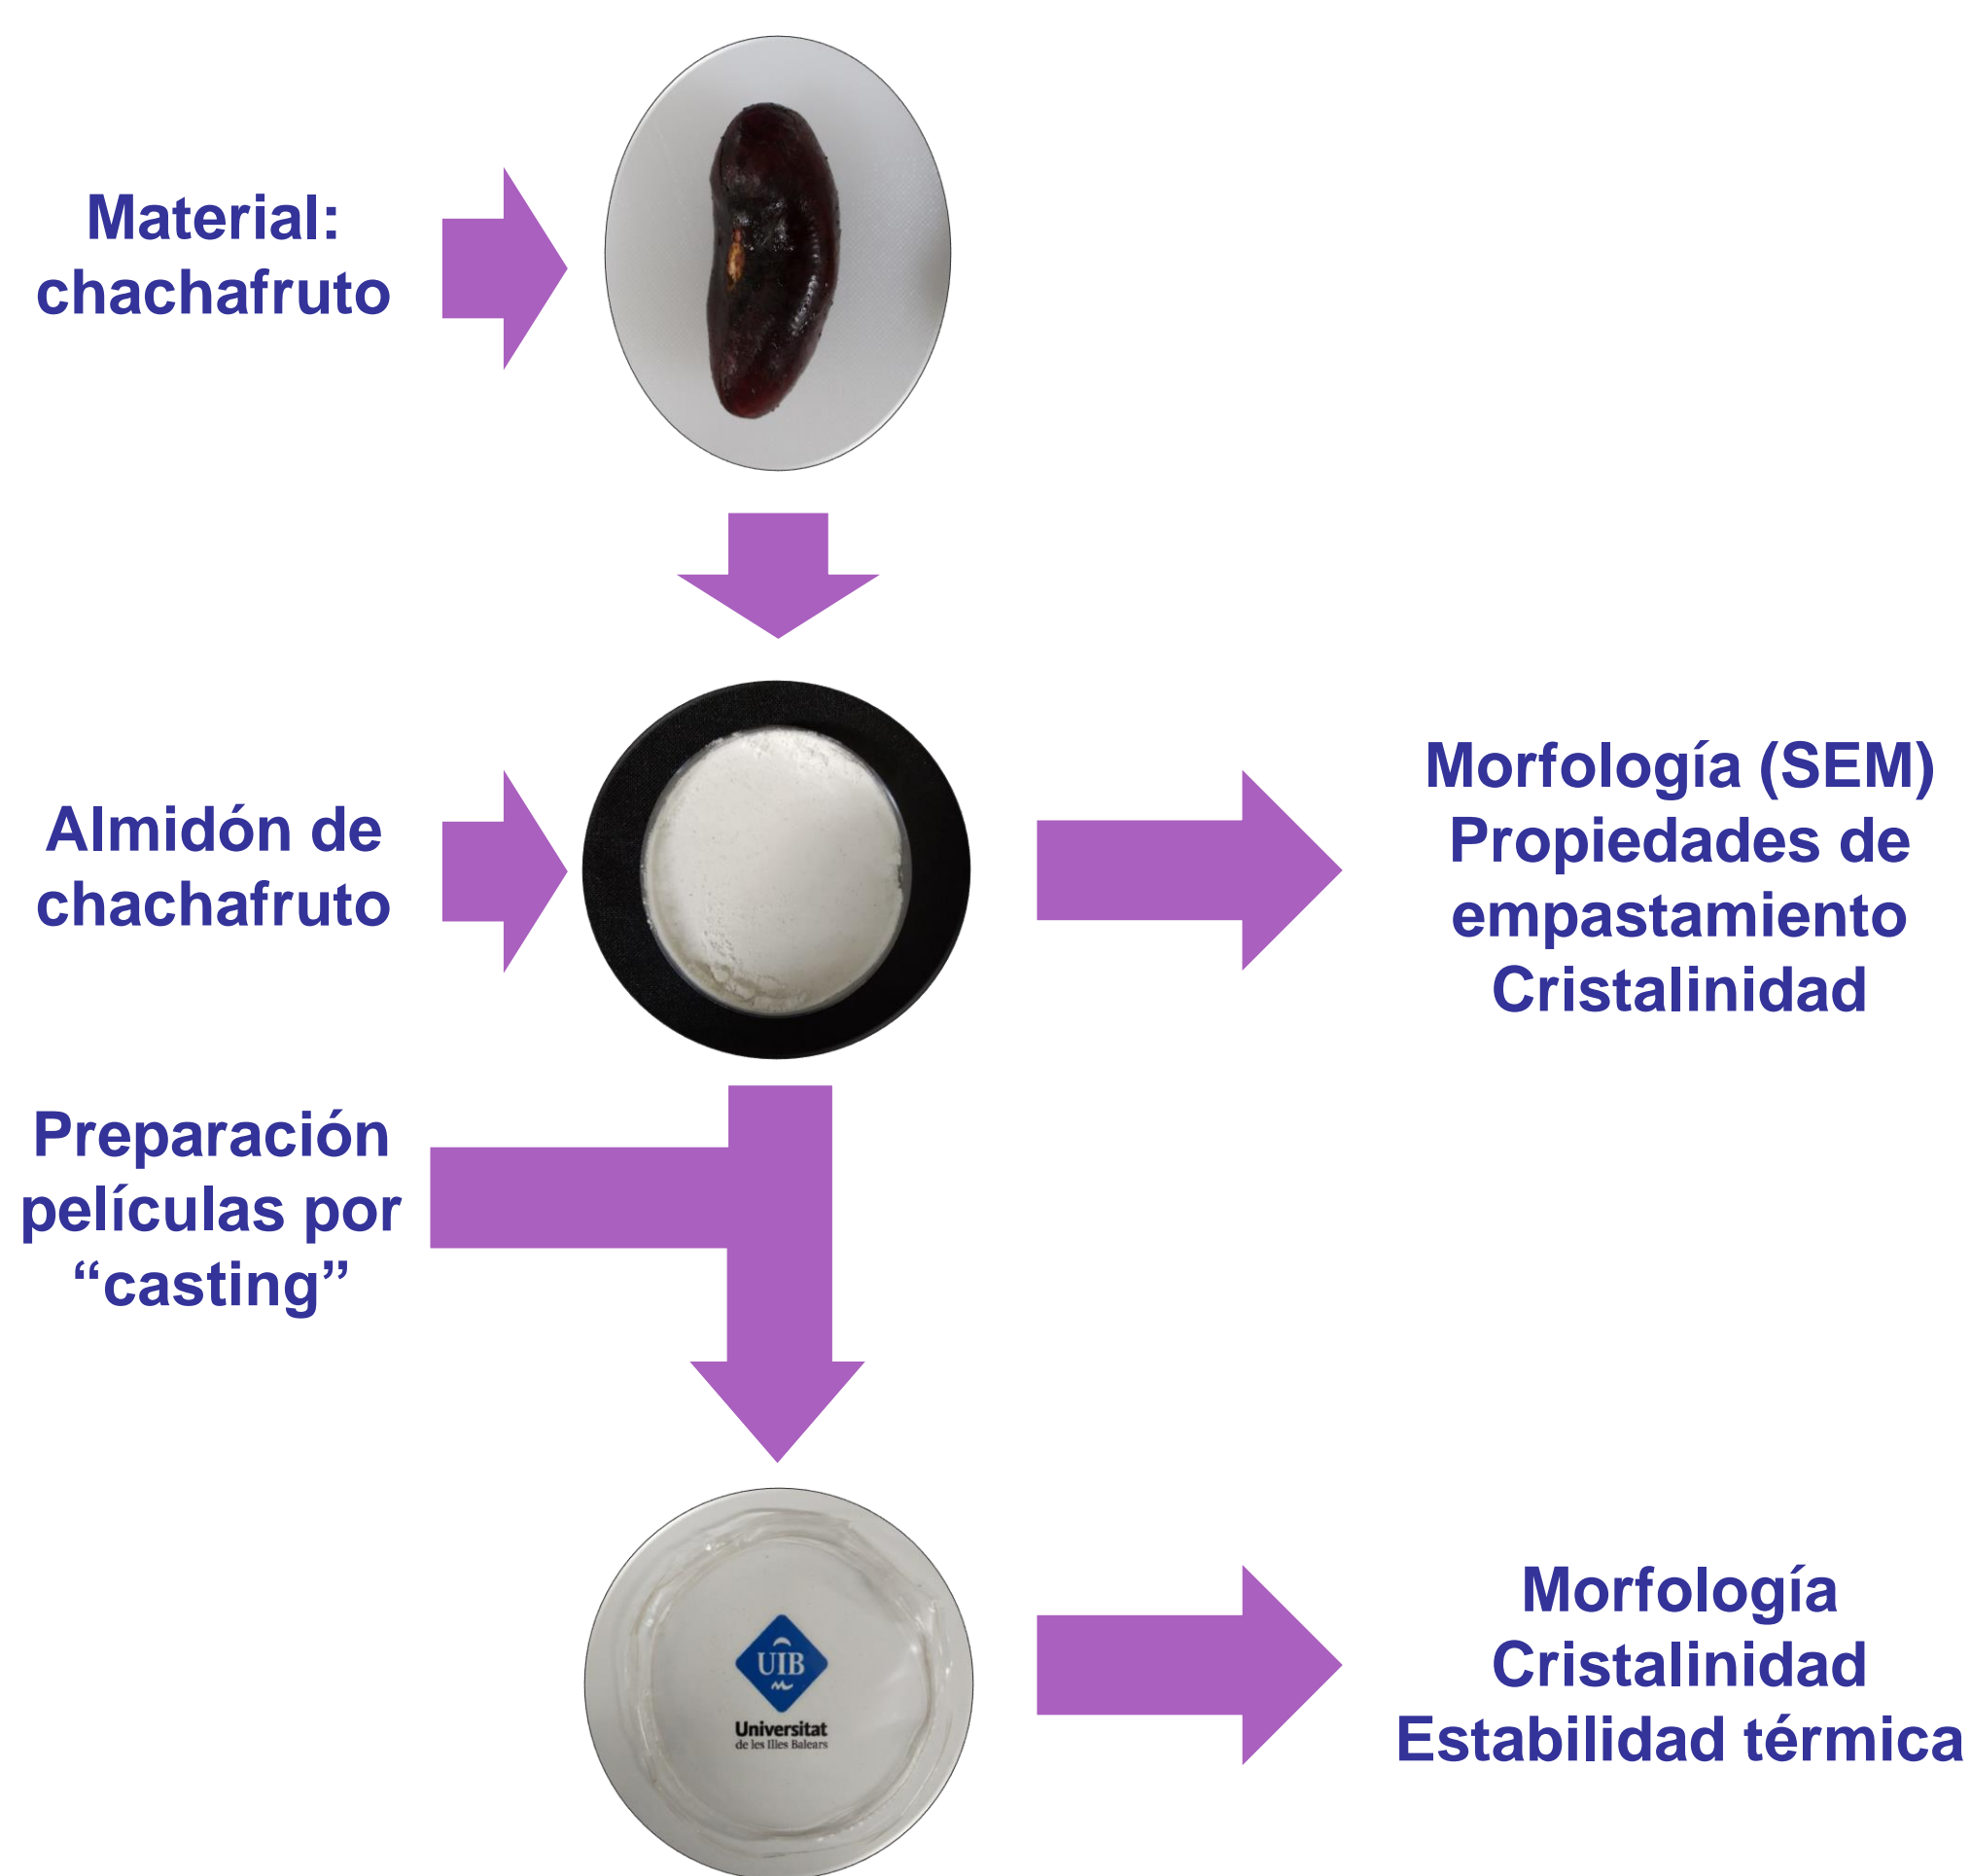 Material:
chachafruto
Almidón de
chachafruto
Morfología (SEM)
Propiedades de
empastamiento
Cristalinidad
Preparación
películas por
“casting”
UIB
Universitat
de les Illes Balears
Morfología
Cristalinidad
Estabilidad térmica